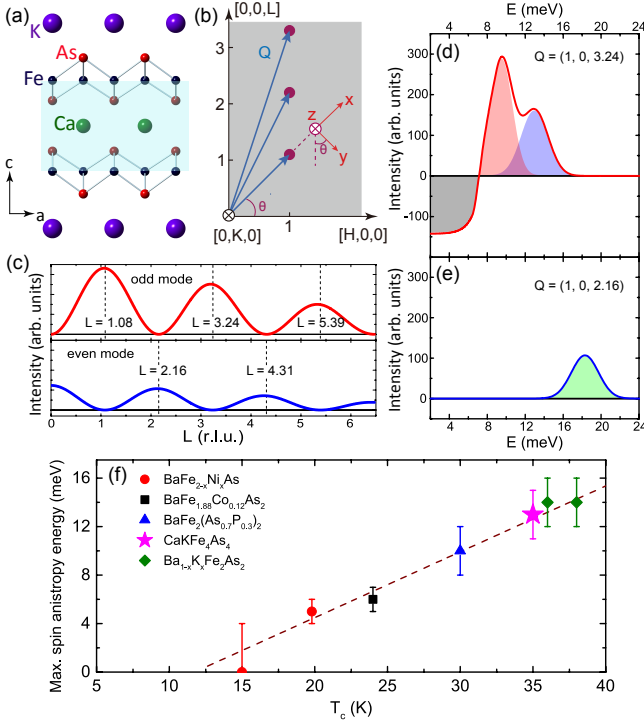 (a)
K
As
Fe
Ca
c
a
(b)
[0,0,L]
3
2
1
Q
z
x
y
θ
θ
1
[0,K,0]
[H,0,0]
(c)
Intensity (arb. units)
odd mode
L = 1.08
L = 3.24
L = 5.39
even mode
L = 2.16
L = 4.31
0 1 2 3 4 5 6
L (r.l.u.)
E (meV)
4 8 12 16 20 24
(d)
Q = (1, 0, 3.24)
Intensity (arb. units)
300
200
100
0
-100
(e)
Q = (1, 0, 2.16)
Intensity (arb. units)
300
200
100
0
4 8 12 16 20 24
E (meV)
(f)
Max. spin anistropy energy (meV)
16
12
8
4
0
BaFe2-xNixAs
BaFe1.88Co0.12As2
BaFe2(As0.7P0.3)2
CaKFe4As4
Ba1-xKxFe2As2
5 10 15 20 25 30 35 40
Tc (K)